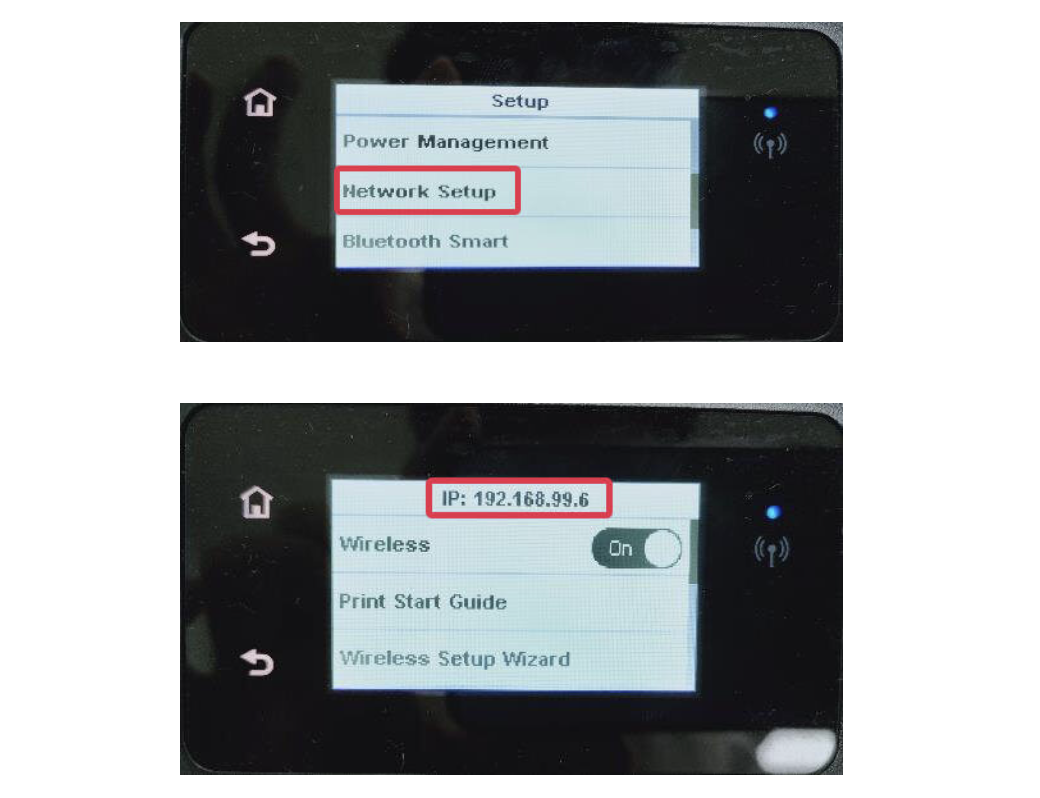 Setup
Power Management
Network Setup
Bluetooth Smart
IP: 192.168.99.6
Wireless
On
Print Start Guide
Wireless Setup Wizard